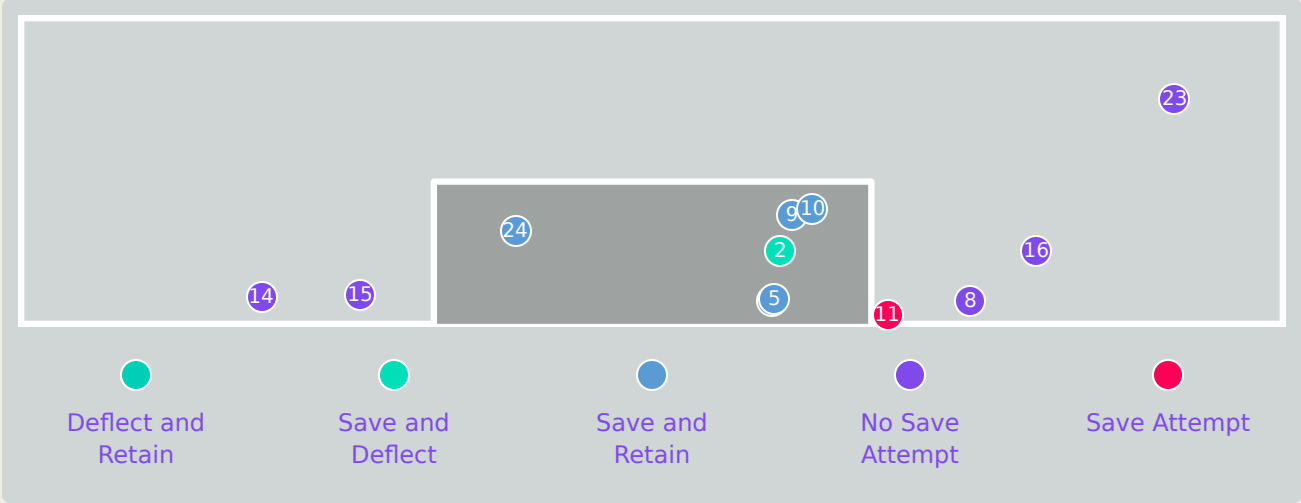 23
10
9
24
2
16
15
14
5
8
11
Deflect and
Retain
Save and
Deflect
Save and
Retain
No Save
Attempt
Save Attempt